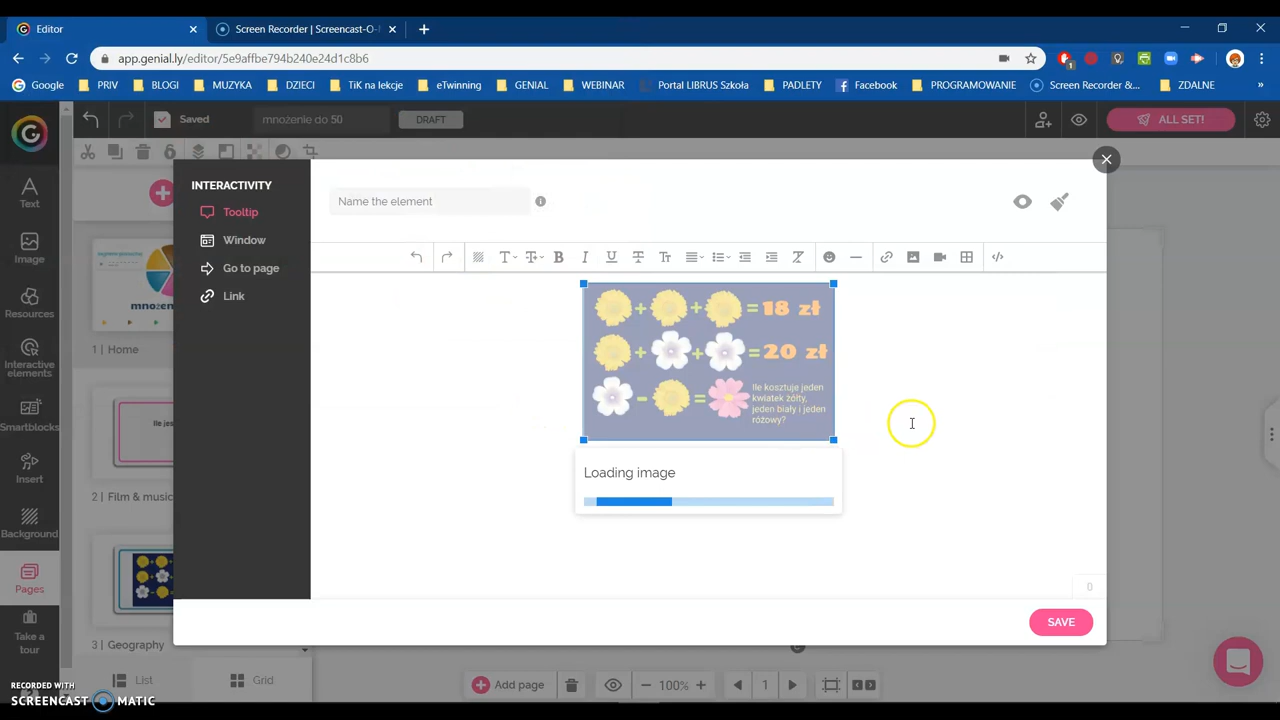 Editor
Screen Recorder | Screencast-O-
app.genial.ly/editor/5e9affbe794b240e24d1c8b6
Google PRIV BLOGI MUZYKA DZIECI TiK na lekcje eTwinning GENIAL WEBINAR Portal LIBRUS Szkoła PADLETY Facebook PROGRAMOWANIE Screen Recorder &... ZDALNE »
Saved
mnożenie do 50
DRAFT
ALL SET!
Text
Image
Resources
Interactive
elements
Smartblocks
Insert
Background
Pages
Take a
tour
1 | Home
Ile jes
2 | Film & music
3 | Geography
List
Grid
INTERACTIVITY
Tooltip
Window
Go to page
Link
Name the element
+ + = 18 zł
+ + = 20 zł
- =
Ile kosztuje jeden
kwiatek żółty,
jeden biały i jeden
różowy?
Loading image
0
SAVE
Add page
100%
1
RECORDED WITH
SCREENCAST MATIC